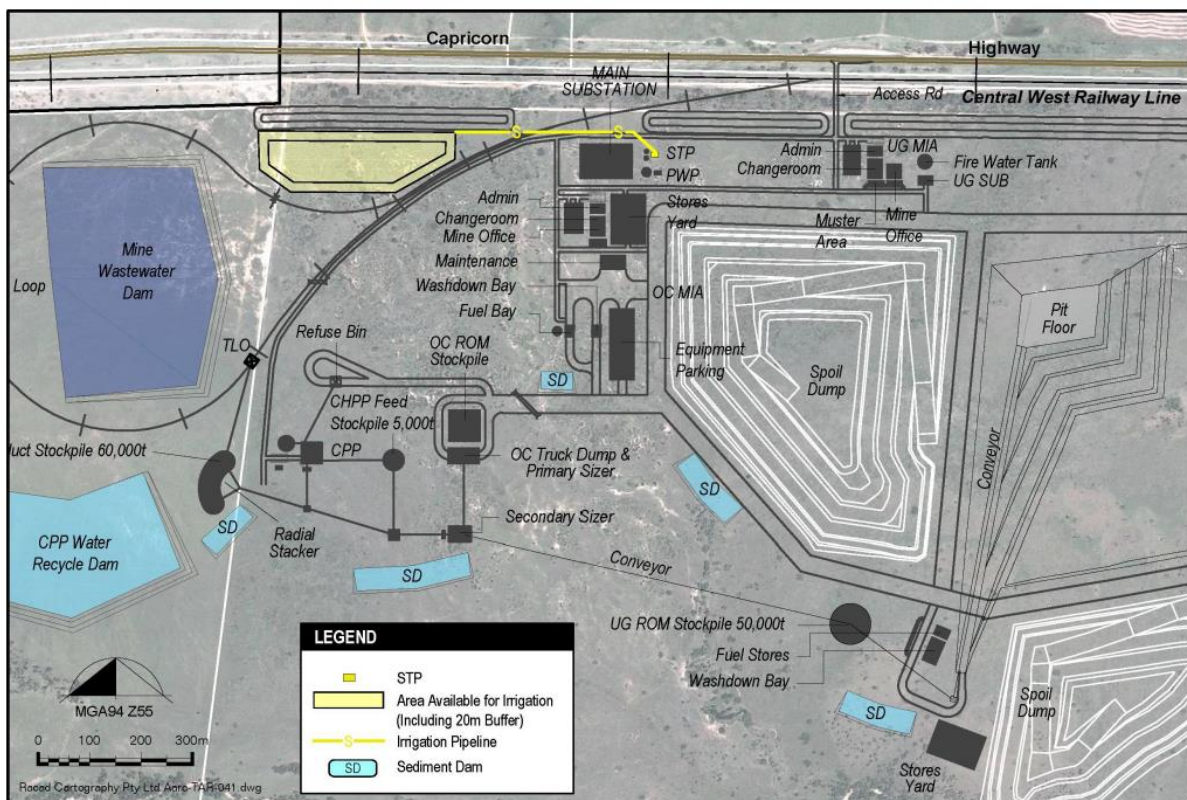 Capricorn
Highway
MAIN
SUBSTATION
Access Rd
Central West Railway Line
S
S
STP
PWP
Admin
Changeroom
UG MIA
Fire Water Tank
UG SUB
Muster
Area
Mine
Office
Admin
Changeroom
Mine Office
Stores
Yard
Maintenance
Washdown Bay
OC MIA
Fuel Bay
Equipment
Parking
Mine
Wastewater
Dam
Loop
TLO
Refuse Bin
OC ROM
Stockpile
SD
CHPP Feed
Stockpile 5,000t
Spoil
Dump
Pit
Floor
Conveyor
uct Stockpile 60,000t
CPP
OC Truck Dump &
Primary Sizer
SD
SD
Radial
Stacker
Secondary Sizer
CPP Water
Recycle Dam
SD
Conveyor
UG ROM Stockpile 50,000t
Fuel Stores
Washdown Bay
SD
Spoil
Dump
Stores
Yard
LEGEND
STP
Area Available for Irrigation
(Including 20m Buffer)
S
Irrigation Pipeline
SD
Sediment Dam
MGA94 Z55
0 100 200 300m
Raced Cartography Pty Ltd Aaro-TAR-041.dwg